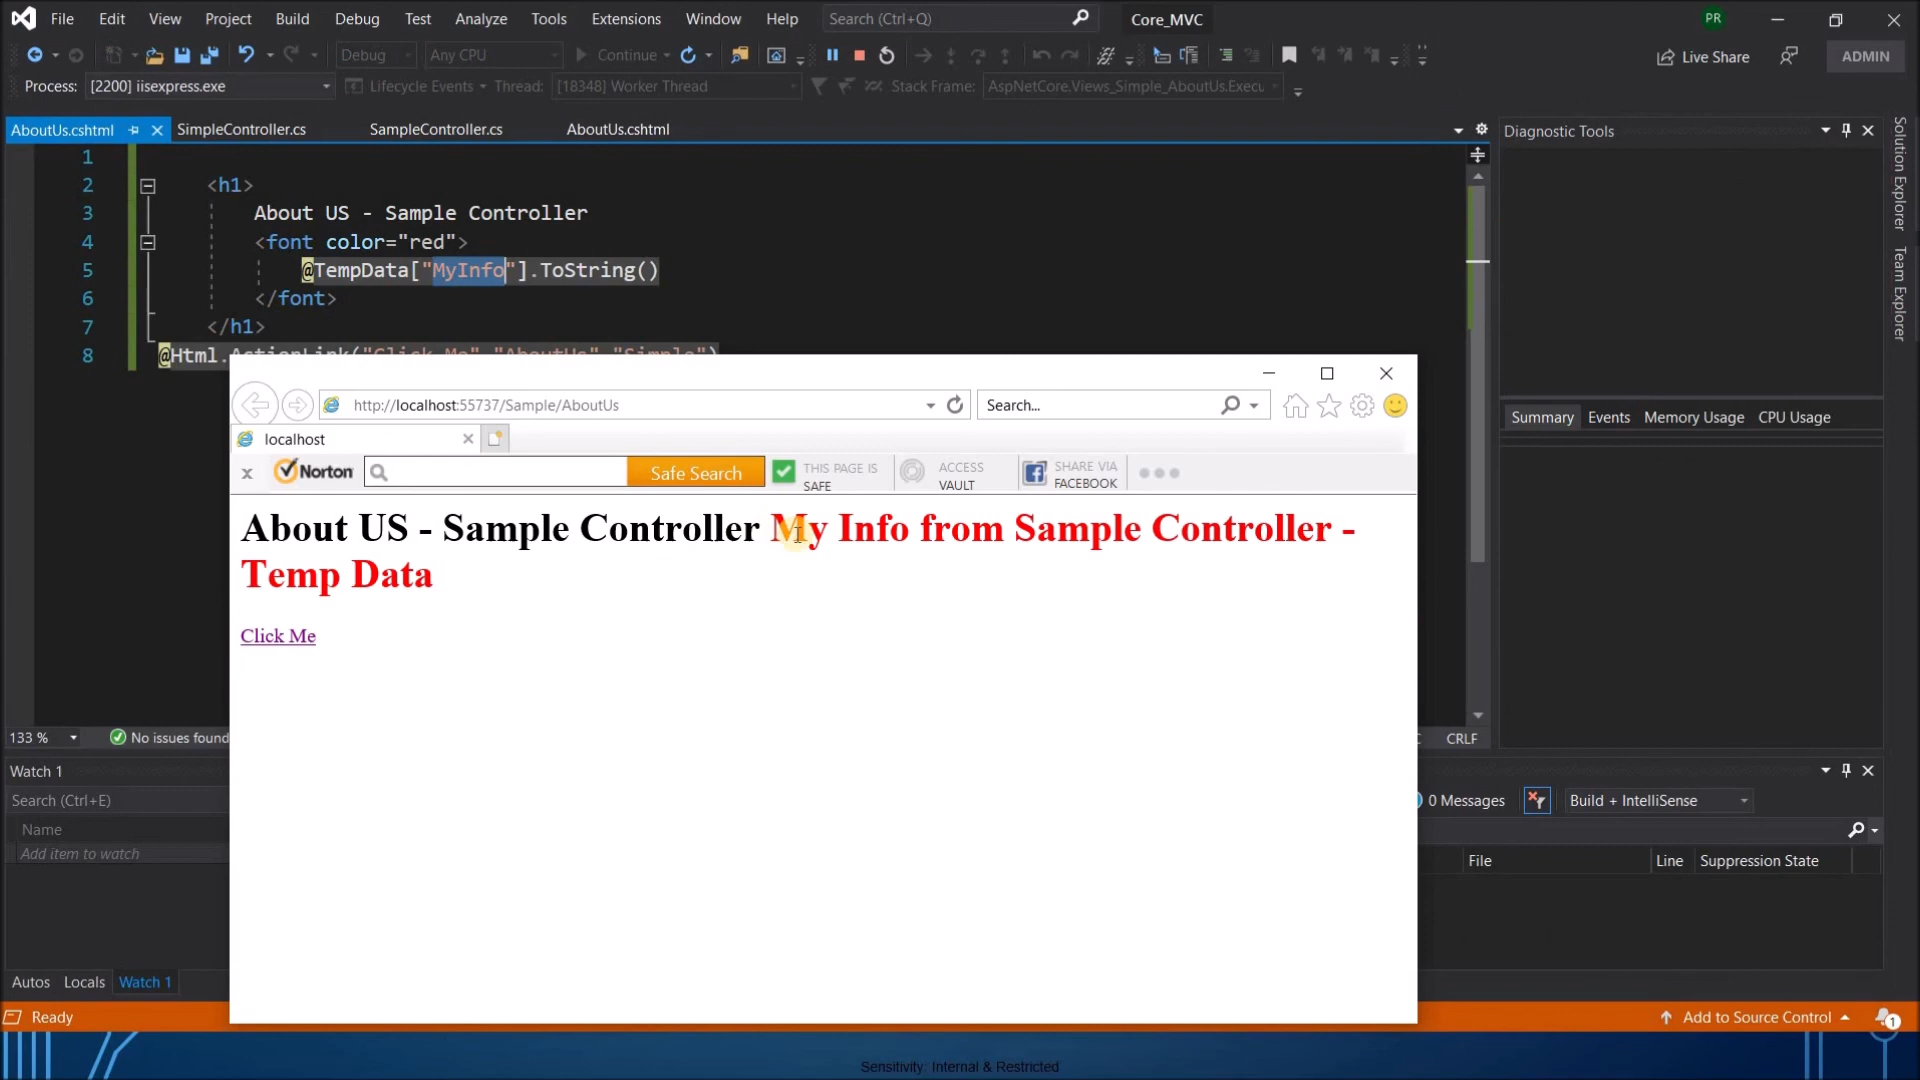 File Edit View Project Build Debug Test Analyze Tools Extensions Window Help Search (Ctrl+Q) Core_MVC PR
Debug Any CPU Continue Live Share ADMIN
Process: [2200] iisexpress.exe Lifecycle Events Thread: [18348] Worker Thread Stack Frame: AspNetCore.Views_Simple_AboutUs.Execu
AboutUs.cshtml SimpleController.cs SampleController.cs AboutUs.cshtml Diagnostic Tools
Solution Explorer
Team Explorer
1
2 <h1>
3 About US - Sample Controller
4 <font color="red">
5 @TempData["MyInfo"].ToString()
6 </font>
7 </h1>
8 @Html.ActionLink("Click Me","AboutUs","Simple")
http://localhost:55737/Sample/AboutUs Search...
Summary Events Memory Usage CPU Usage
localhost
x Norton Safe Search THIS PAGE IS SAFE ACCESS VAULT SHARE VIA FACEBOOK
About US - Sample Controller My Info from Sample Controller -
Temp Data
Click Me
133 % No issues found CRLF
Watch 1
Search (Ctrl+E) 0 Messages Build + IntelliSense
Name
Add item to watch File Line Suppression State
Autos Locals Watch 1
Ready Add to Source Control 1
Sensitivity: Internal & Restricted